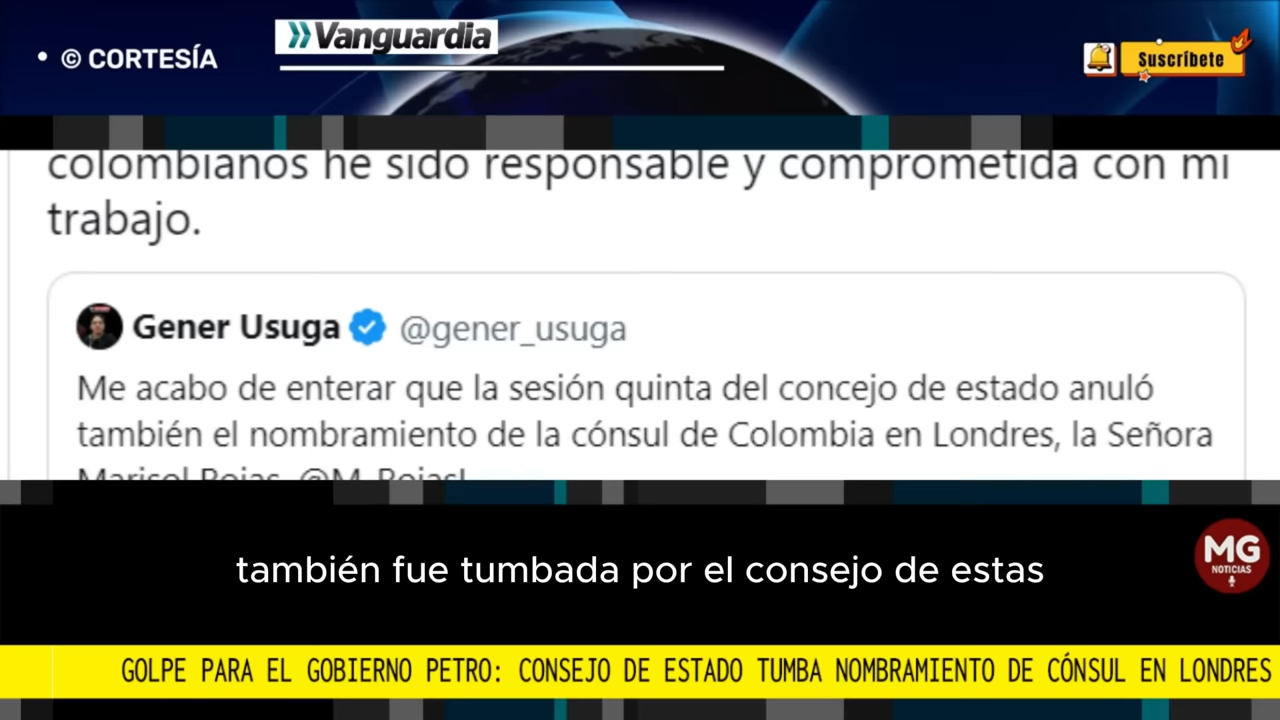 • © CORTESÍA
Vanguardia
Suscríbete
colombianos he sido responsable y comprometida con mi
trabajo.
Gener Usuga @gener_usuga
Me acabo de enterar que la sesión quinta del concejo de estado anuló
también el nombramiento de la cónsul de Colombia en Londres, la Señora
Marisol Rojas, @M_Rojas
también fue tumbada por el consejo de estas
MG
NOTICIAS
GOLPE PARA EL GOBIERNO PETRO: CONSEJO DE ESTADO TUMBA NOMBRAMIENTO DE CÓNSUL EN LONDRES